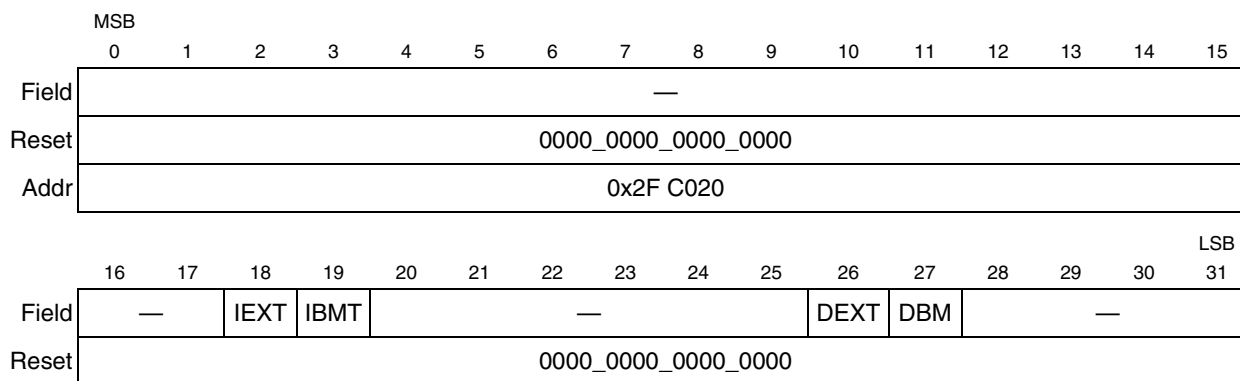 MSB
0 1 2 3 4 5 6 7 8 9 10 11 12 13 14 15
Field —
Reset 0000_0000_0000_0000
Addr 0x2F C020
LSB
16 17 18 19 20 21 22 23 24 25 26 27 28 29 30 31
Field — IEXT IBMT — DEXT DBM —
Reset 0000_0000_0000_0000